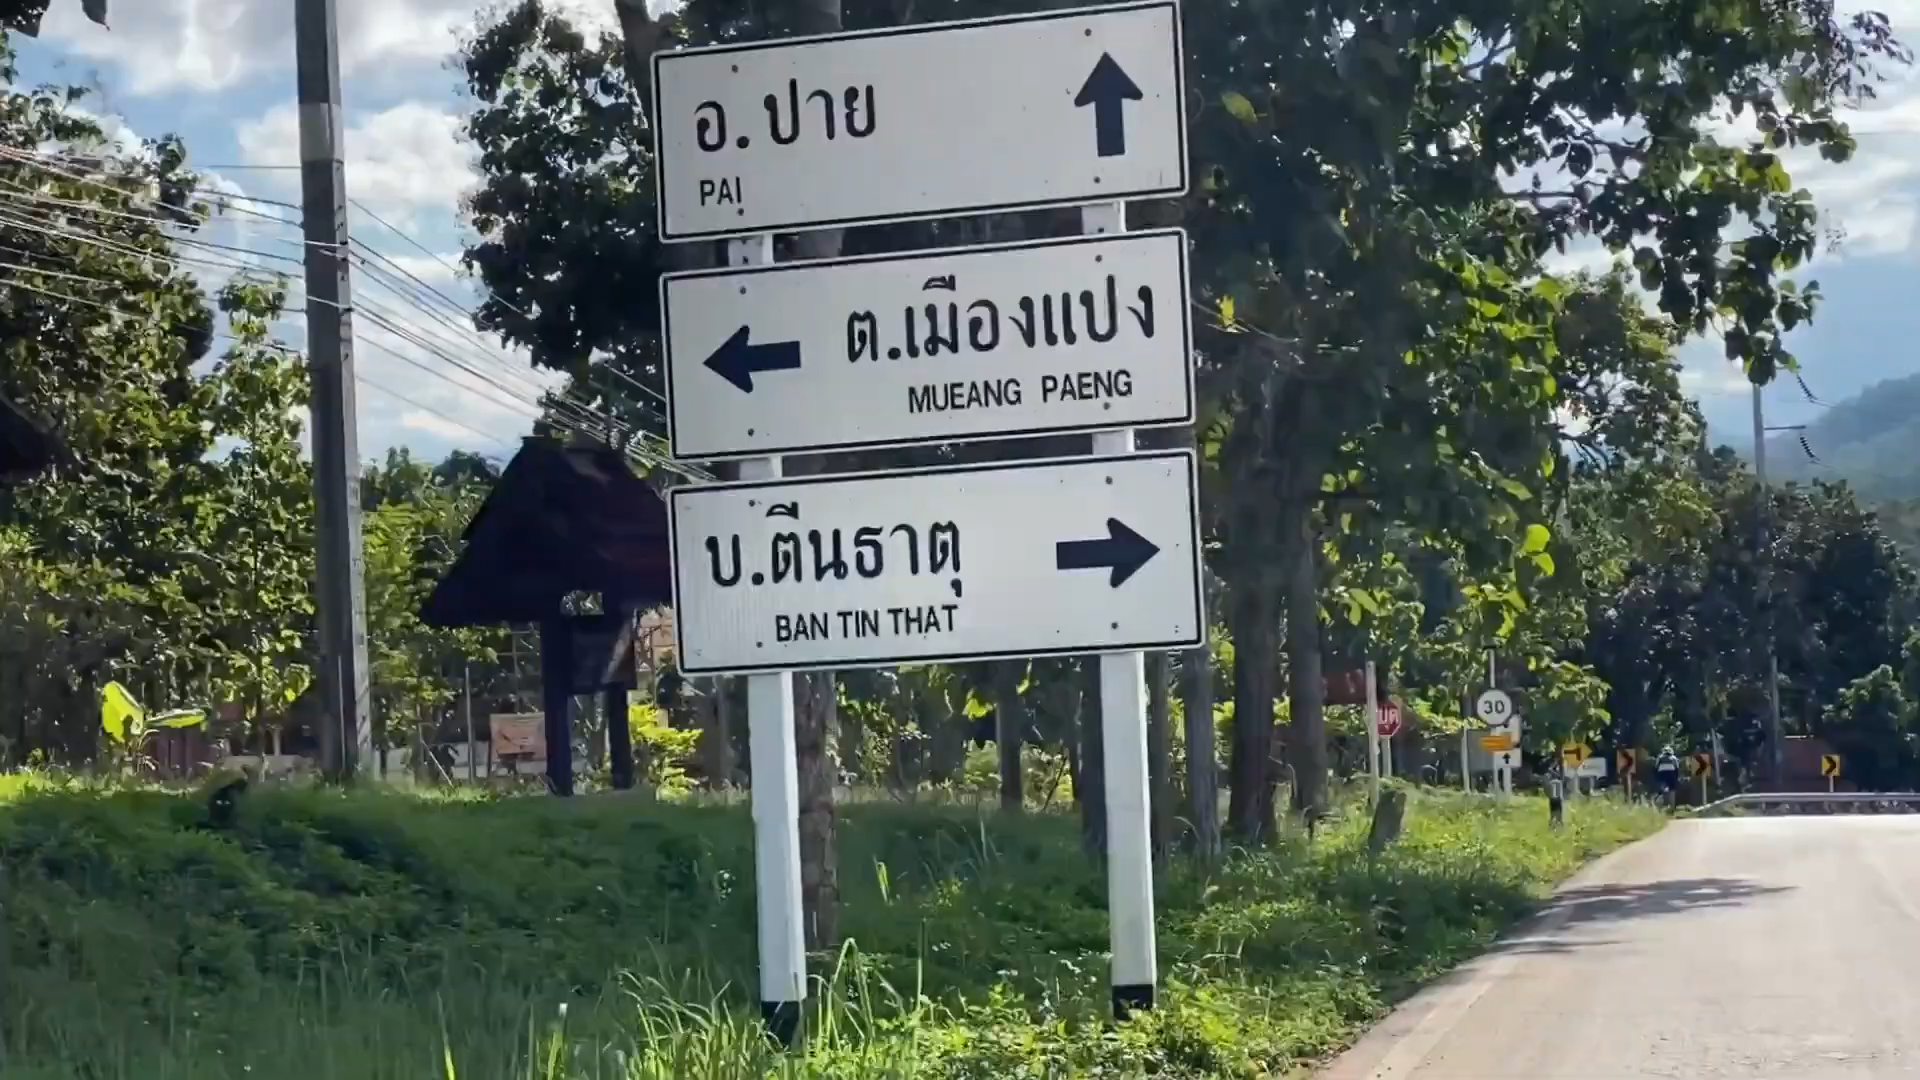 อ.ปาย
PAI
ต.เมืองแปง
MUEANG PAENG
บ.ตีนธาตุ
BAN TIN THAT
30